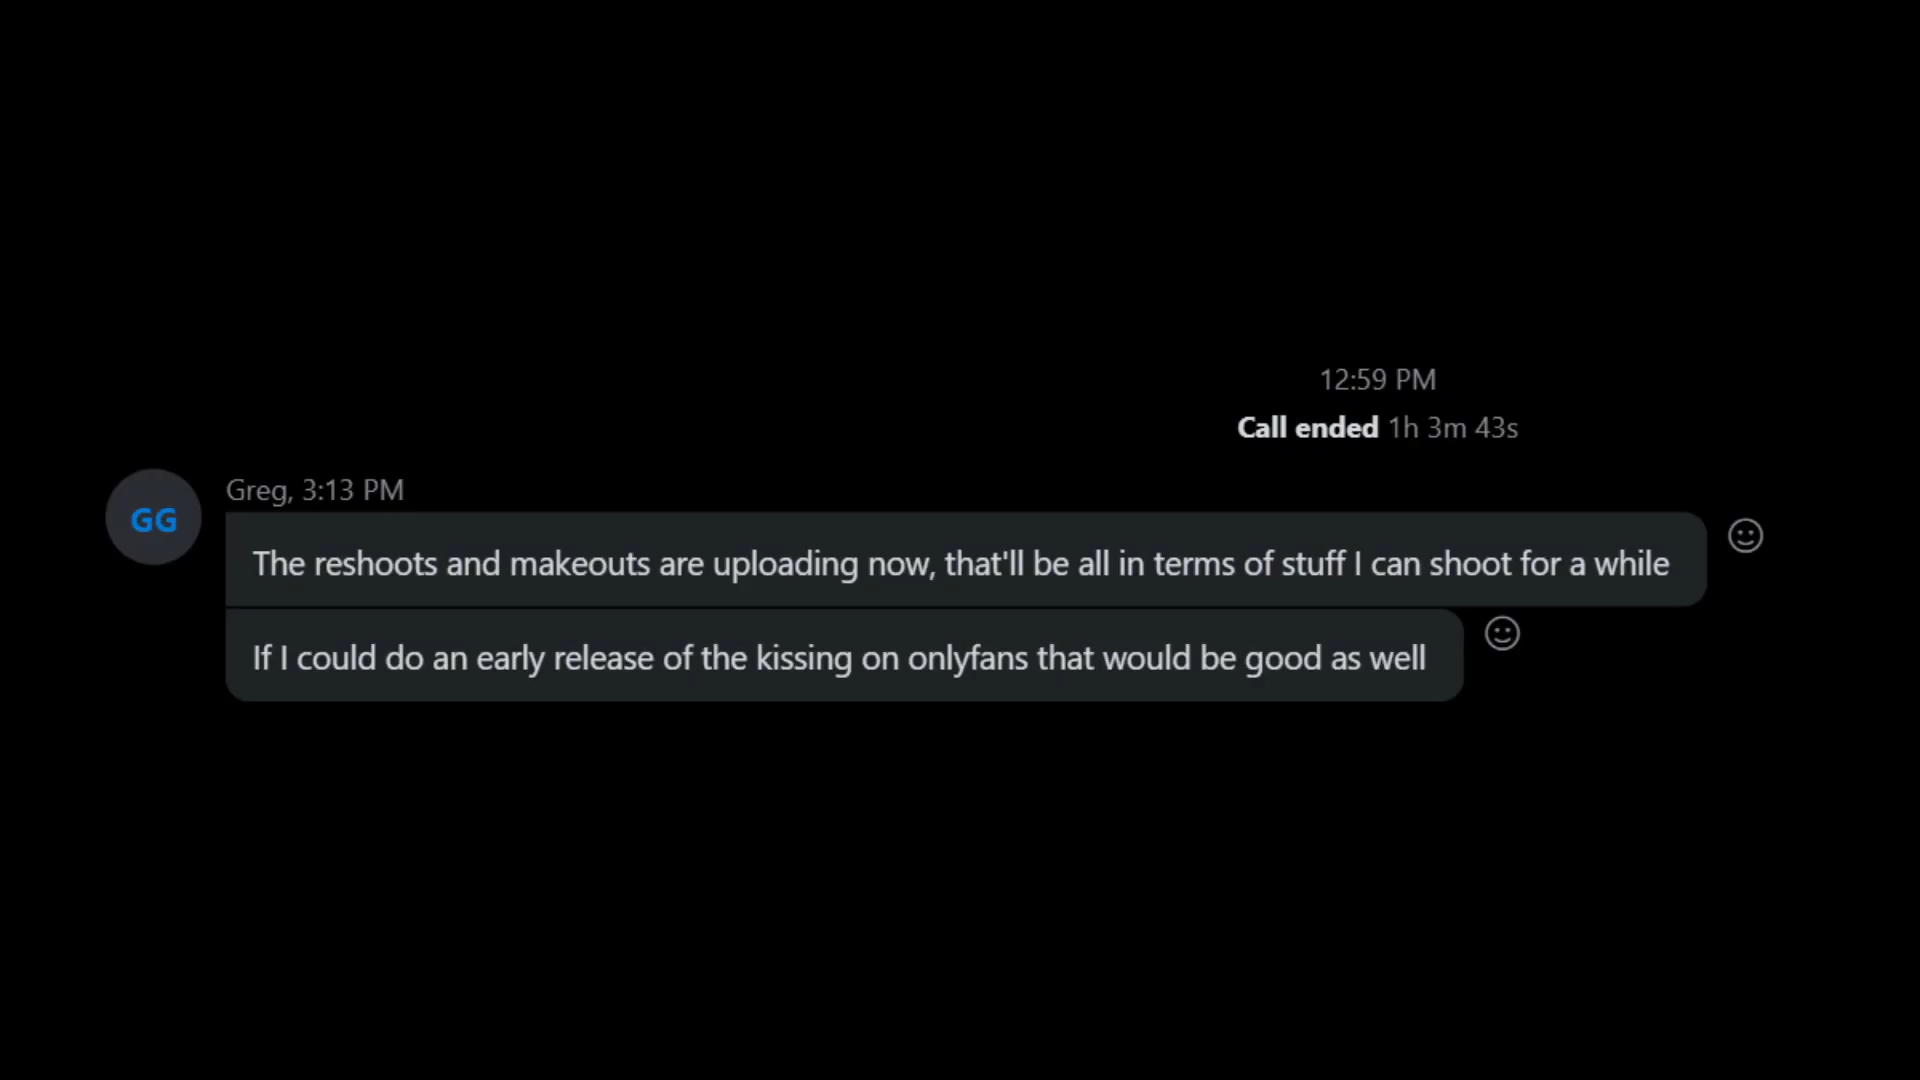 12:59 PM
Call ended 1h 3m 43s
GG
Greg, 3:13 PM
The reshoots and makeouts are uploading now, that'll be all in terms of stuff I can shoot for a while
If I could do an early release of the kissing on onlyfans that would be good as well